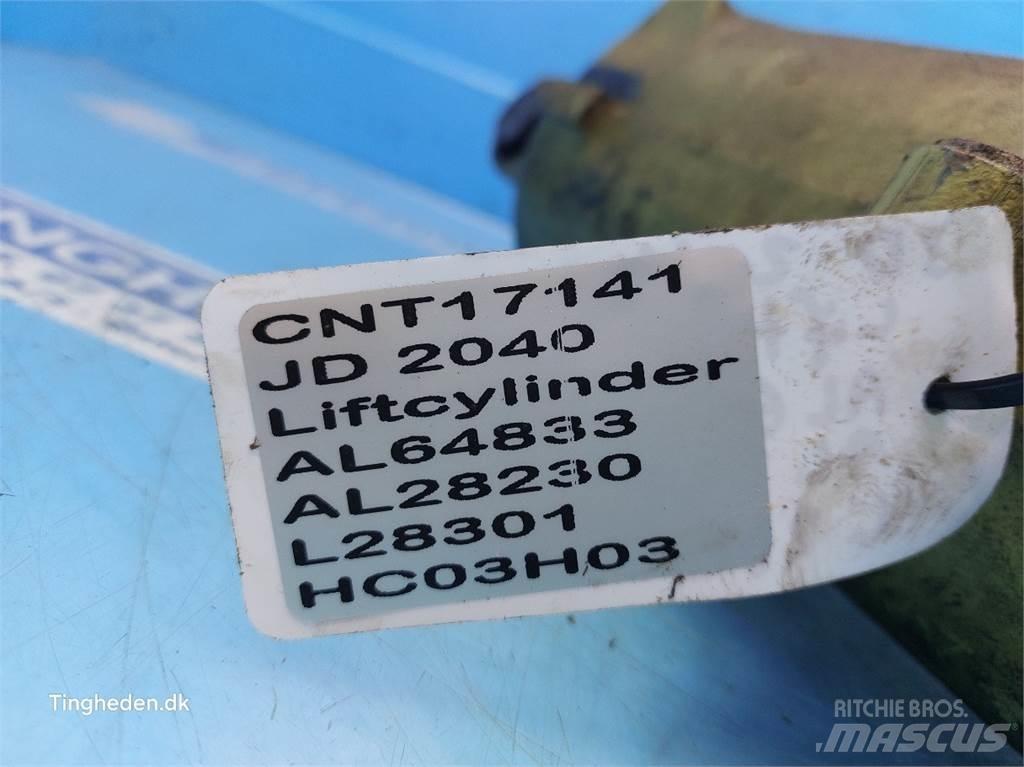 CNT17141
JD 2040
Liftcylinder
AL64833
AL28230
L28301
HC03H03
Tingheden.dk
RITCHIE BROS.
MASCUS